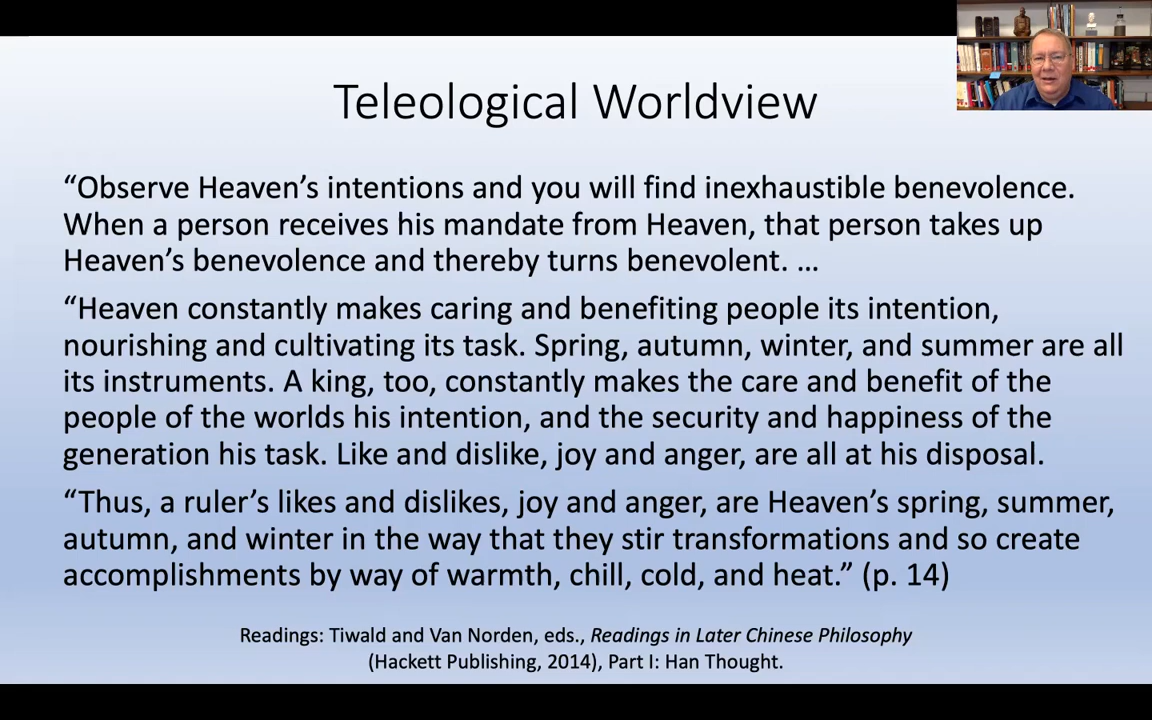 Teleological Worldview
“Observe Heaven’s intentions and you will find inexhaustible benevolence.
When a person receives his mandate from Heaven, that person takes up
Heaven’s benevolence and thereby turns benevolent. …
“Heaven constantly makes caring and benefiting people its intention,
nourishing and cultivating its task. Spring, autumn, winter, and summer are all
its instruments. A king, too, constantly makes the care and benefit of the
people of the worlds his intention, and the security and happiness of the
generation his task. Like and dislike, joy and anger, are all at his disposal.
“Thus, a ruler’s likes and dislikes, joy and anger, are Heaven’s spring, summer,
autumn, and winter in the way that they stir transformations and so create
accomplishments by way of warmth, chill, cold, and heat.” (p. 14)
Readings: Tiwald and Van Norden, eds., Readings in Later Chinese Philosophy
(Hackett Publishing, 2014), Part I: Han Thought.